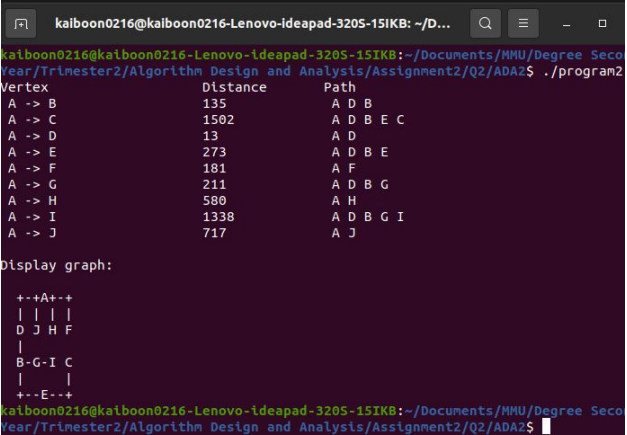 kaiboon0216@kaiboon0216-Lenovo-ideapad-320S-15IKB: ~/D...
kaiboon0216@kaiboon0216-Lenovo-ideapad-320S-15IKB:~/Documents/MMU/Degree Seco
Year/Trimester2/Algorithm Design and Analysis/Assignment2/Q2/ADA2$ ./program2
Vertex Distance Path
A -> B 135 A D B
A -> C 1502 A D B E C
A -> D 13 A D
A -> E 273 A D B E
A -> F 181 A F
A -> G 211 A D B G
A -> H 580 A H
A -> I 1338 A D B G I
A -> J 717 A J
Display graph:
+-+A+-+
| | | |
D J H F
|
B-G-I C
|     |
+--E--+
kaiboon0216@kaiboon0216-Lenovo-ideapad-320S-15IKB:~/Documents/MMU/Degree Seco
Year/Trimester2/Algorithm Design and Analysis/Assignment2/Q2/ADA2$